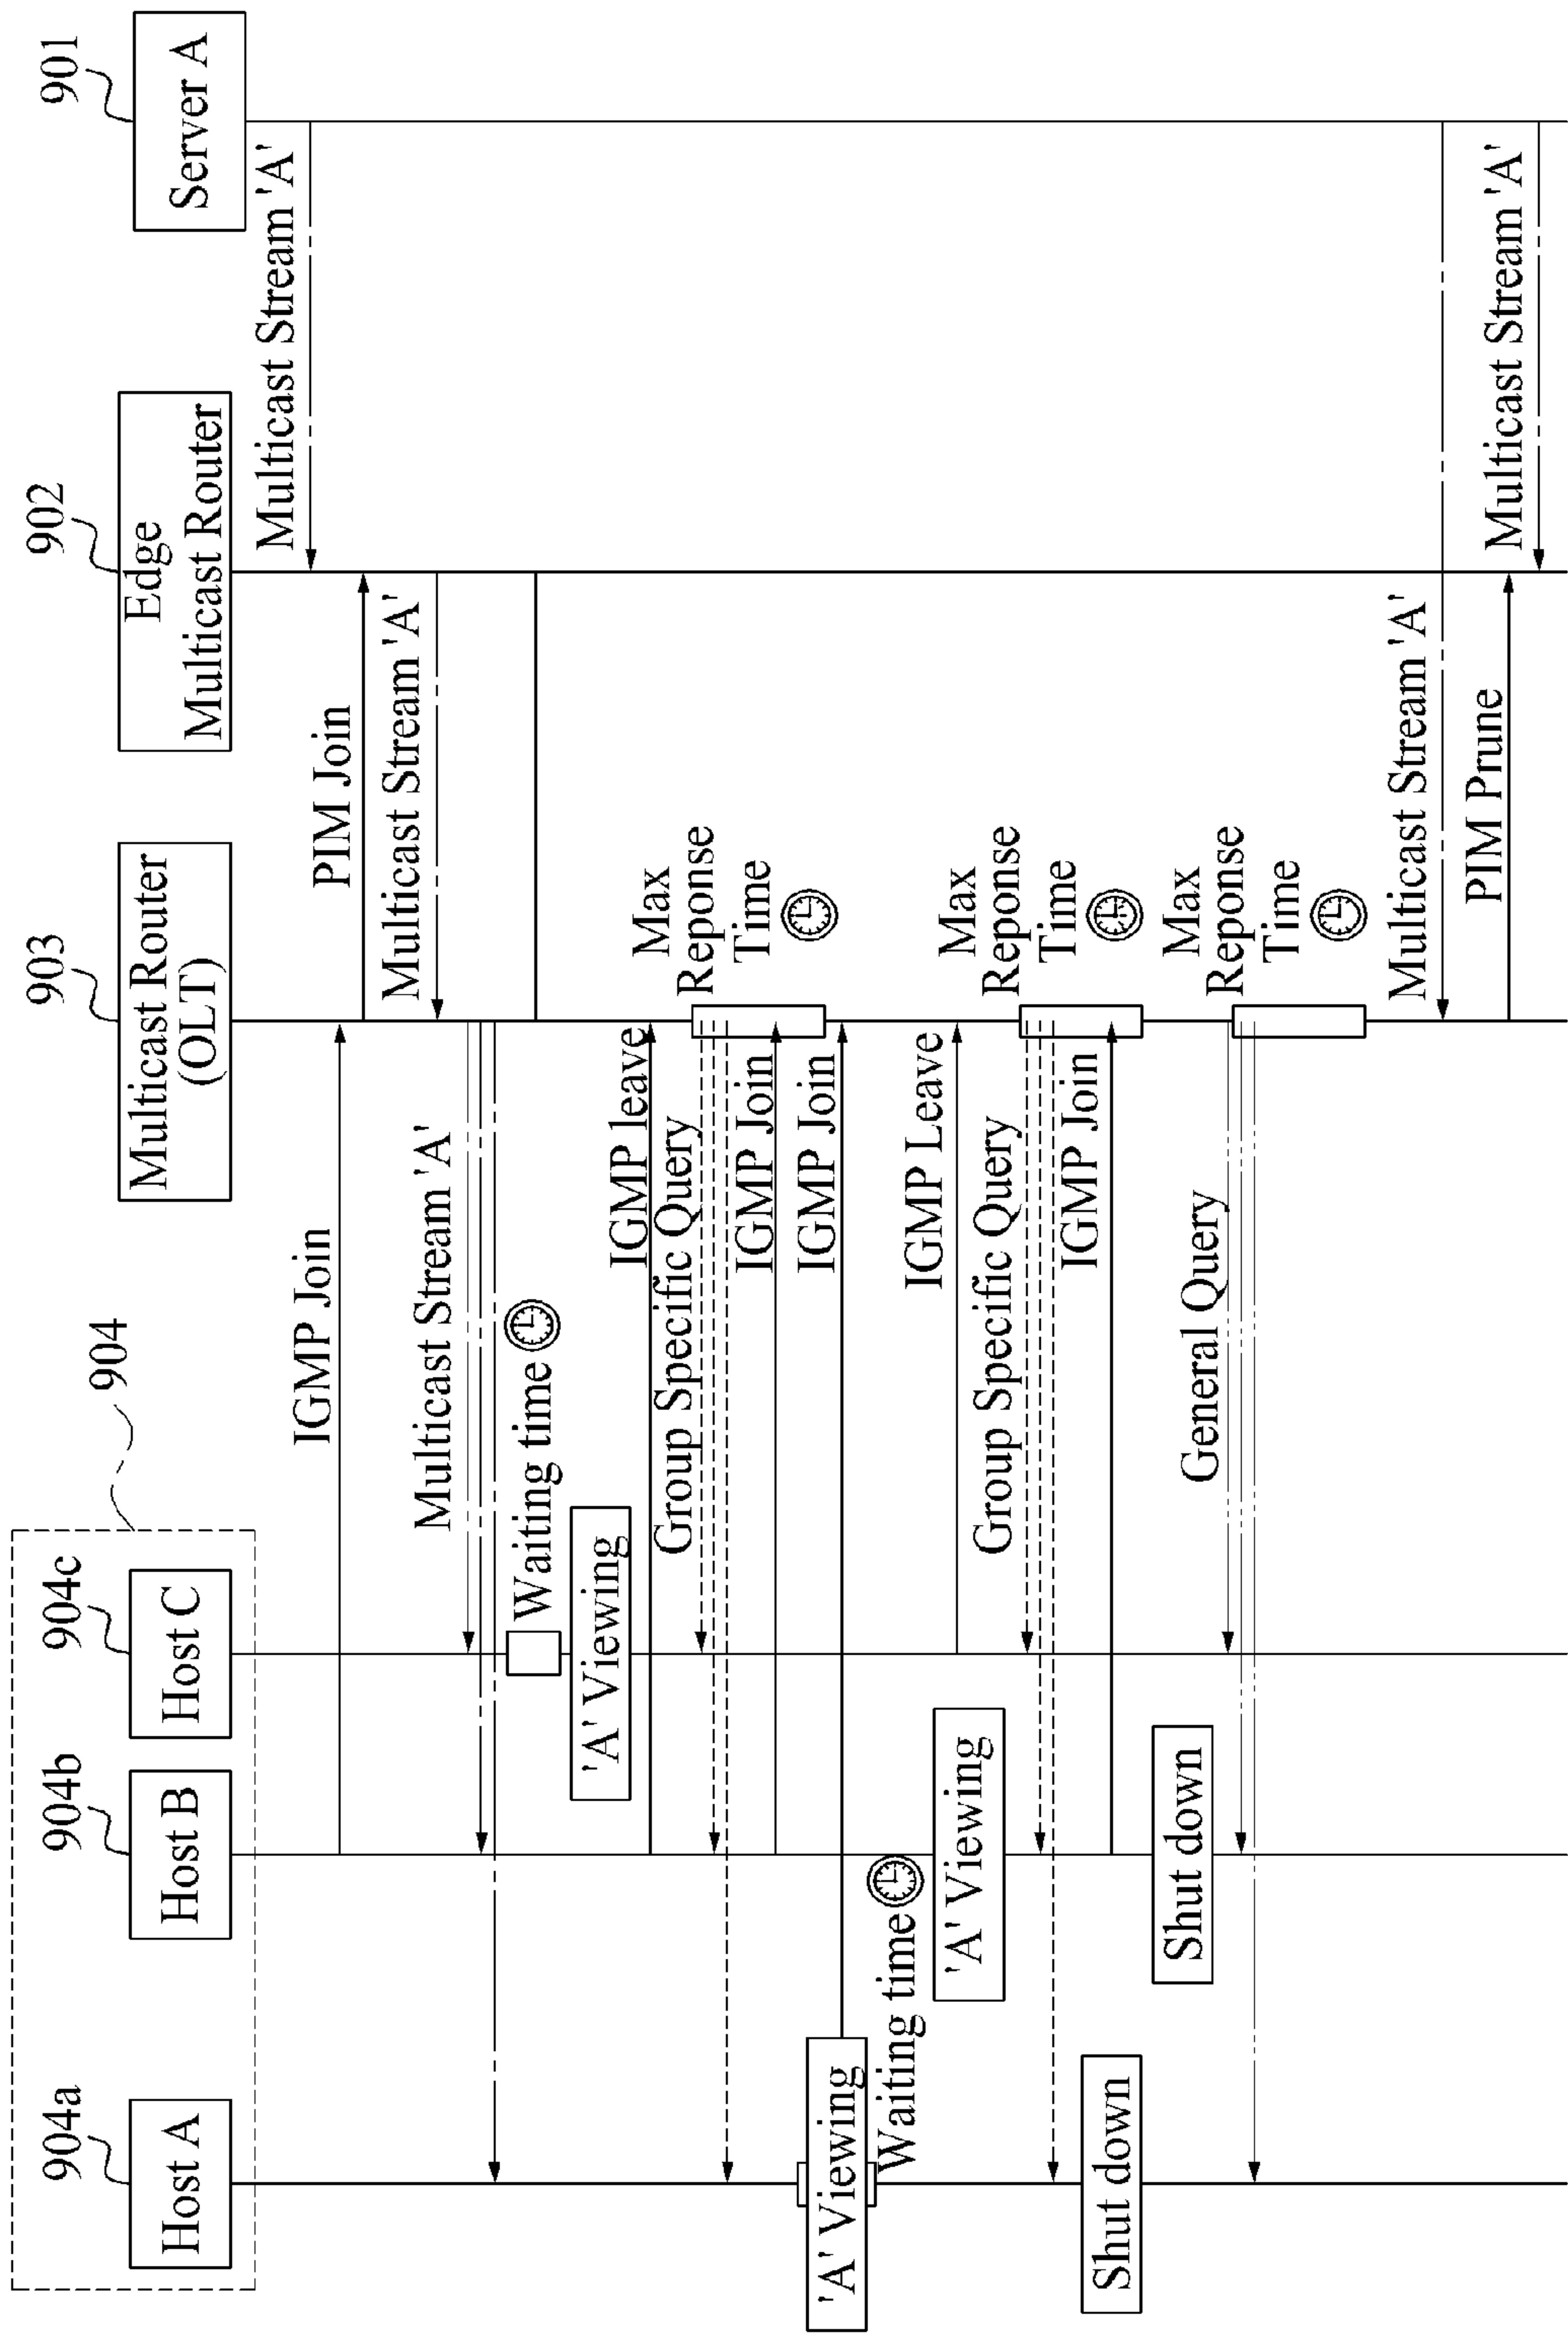 904
904a
904b
904c
903
902
901
Host A
Host B
Host C
Multicast Router
(OLT)
Edge
Multicast Router
Server A
Multicast Stream 'A'
IGMP Join
PIM Join
Multicast Stream 'A'
Multicast Stream 'A'
Waiting time
'A' Viewing
IGMP leave
Group Specific Query
Max
Reponse
Time
IGMP Join
IGMP Join
'A' Viewing
Waiting time
IGMP Leave
'A' Viewing
Group Specific Query
Max
Reponse
Time
IGMP Join
Shut down
Shut down
General Query
Max
Reponse
Time
Multicast Stream 'A'
PIM Prune
Multicast Stream 'A'